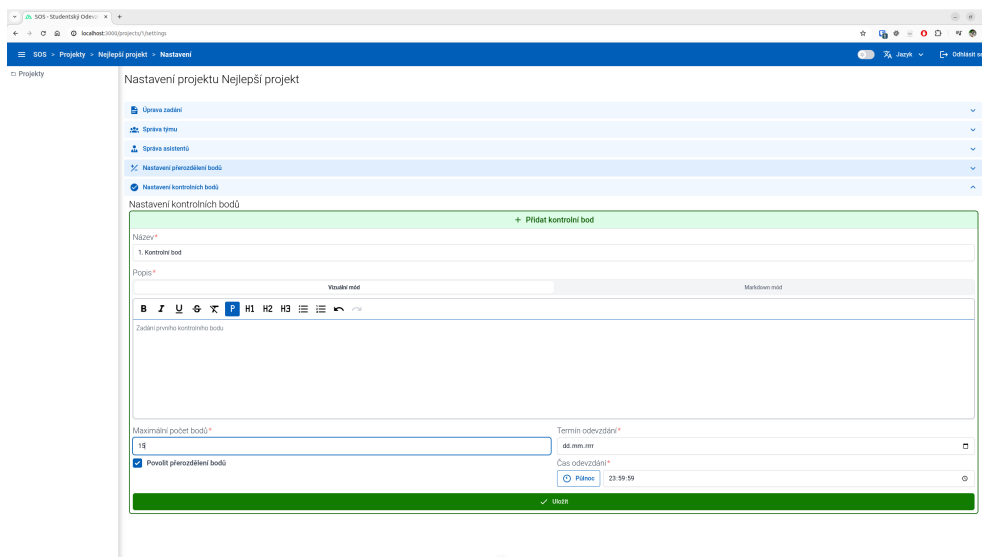 SOS - Studentský Odevz
localhost:3000/projects/1/settings
SOS > Projekty > Nejlepší projekt > Nastavení
Jazyk
Odhlásit se
Projekty
Nastavení projektu Nejlepší projekt
Úprava zadání
Správa týmu
Správa asistentů
Nastavení přerozdělení bodů
Nastavení kontrolních bodů
Nastavení kontrolních bodů
+ Přidat kontrolní bod
Název*
1. Kontrolní bod
Popis*
Vizuální mód
Markdown mód
B I U S T P H1 H2 H3
Zadání prvního kontrolního bodu
Maximální počet bodů*
Termín odevzdání*
15
dd.mm.rrrr
Povolit přerozdělení bodů
Čas odevzdání*
Půlnoc
23:59:59
Uložit